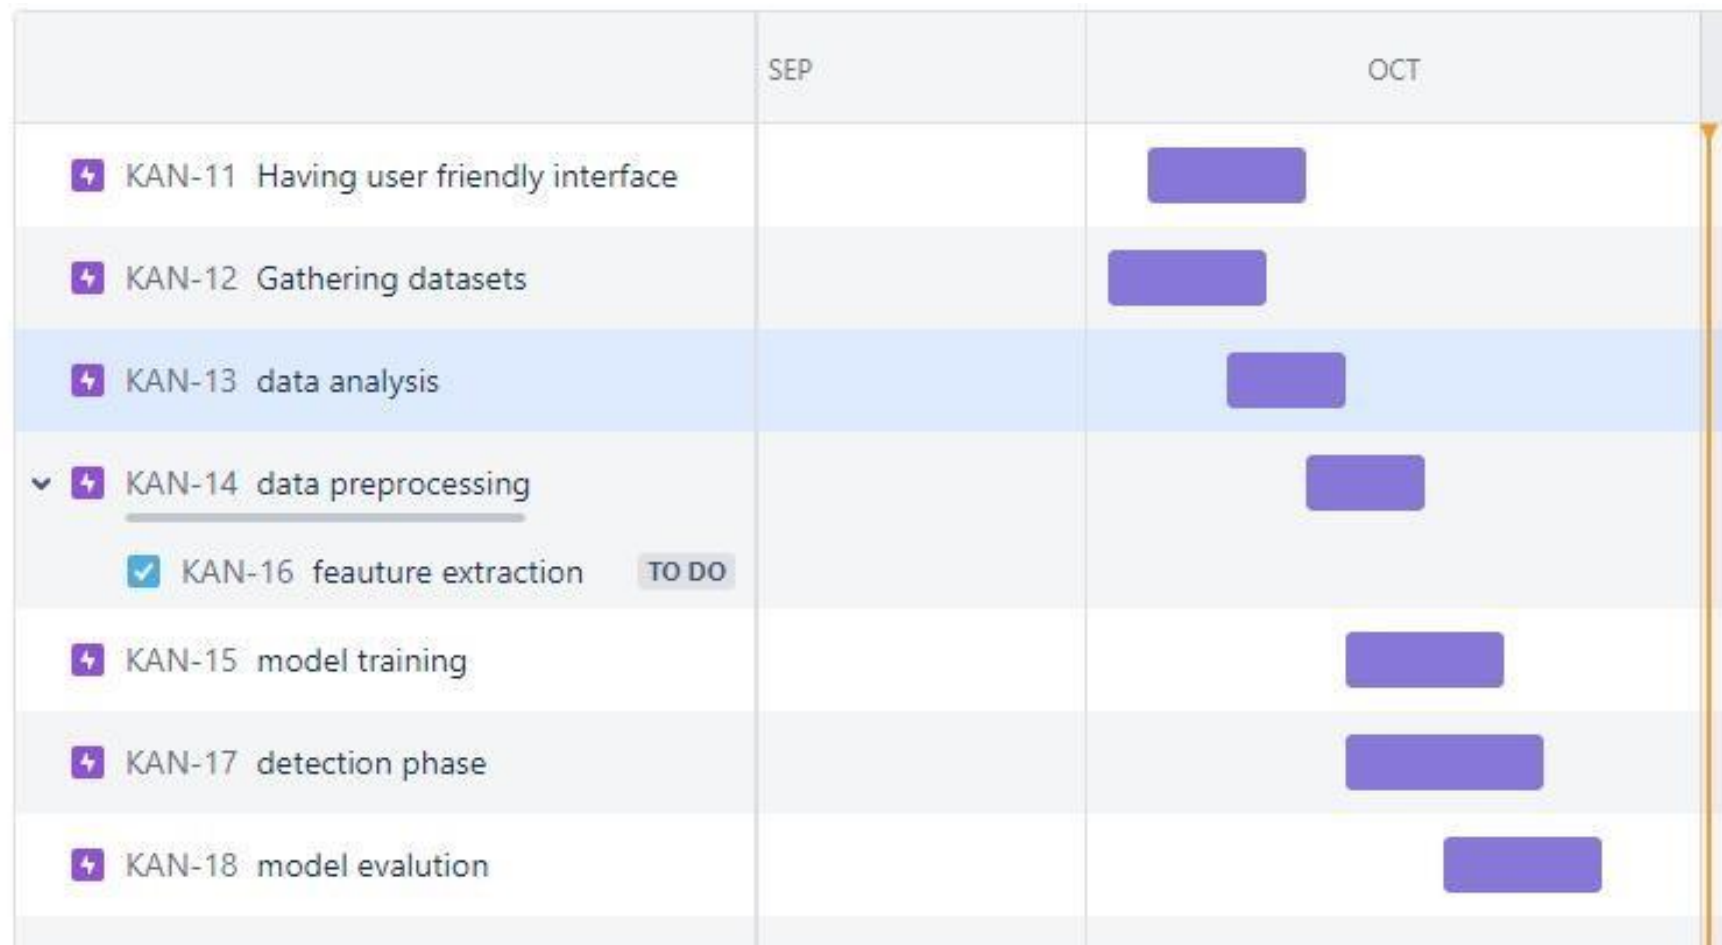 SEP OCT
KAN-11 Having user friendly interface
KAN-12 Gathering datasets
KAN-13 data analysis
KAN-14 data preprocessing
KAN-16 feauture extraction TO DO
KAN-15 model training
KAN-17 detection phase
KAN-18 model evalution